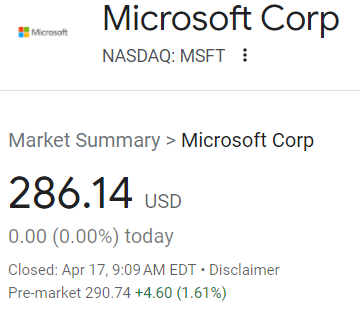 Microsoft Corp
Microsoft
NASDAQ: MSFT
Market Summary > Microsoft Corp
286.14 USD
0.00 (0.00%) today
Closed: Apr 17, 9:09 AM EDT • Disclaimer
Pre-market 290.74 +4.60 (1.61%)